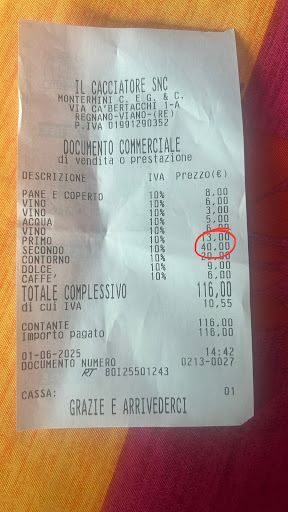 IL CACCIATORE SNC
MONTERMINI C. E G. & C.
VIA CA'BERTACCHI 1-A
REGNANO-VIANO-(RE)
P.IVA 01991290352
DOCUMENTO COMMERCIALE
di vendita o prestazione
DESCRIZIONE IVA Prezzo(€)
PANE E COPERTO 10% 8,00
VINO 10% 6,00
VINO 10% 3,00
ACQUA 10% 5,00
VINO 10% 6,00
PRIMO 10% 13,00
SECONDO 10% 40,00
CONTORNO 10% 20,00
DOLCE 10% 9,00
CAFFE' 10% 6,00
TOTALE COMPLESSIVO 116,00
di cui IVA 10,55
CONTANTE 116,00
Importo pagato 116,00
01-06-2025 14:42
DOCUMENTO NUMERO 0213-0027
RT 80I25501243
CASSA: 01
GRAZIE E ARRIVEDERCI